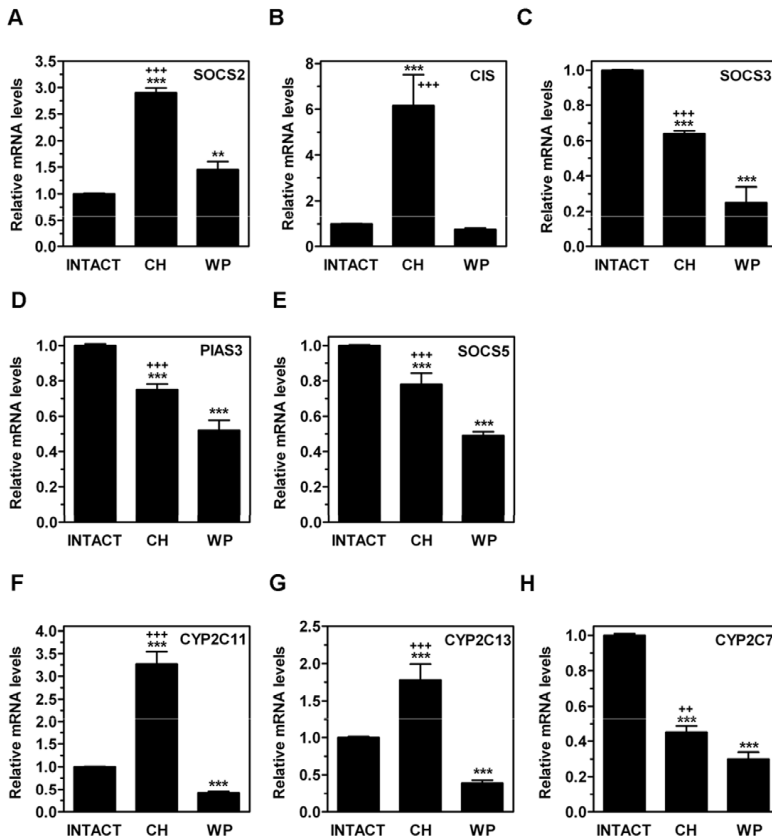 A
Relative mRNA levels
3.5
3.0
2.5
2.0
1.5
1.0
0.5
0.0
SOCS2
+++
***
**
INTACT CH WP
B
Relative mRNA levels
8
6
4
2
0
CIS
***
+++
INTACT CH WP
C
Relative mRNA levels
1.0
0.8
0.6
0.4
0.2
0.0
SOCS3
+++
***
***
INTACT CH WP
D
Relative mRNA levels
1.0
0.8
0.6
0.4
0.2
0.0
PIAS3
+++
***
***
INTACT CH WP
E
Relative mRNA levels
1.0
0.8
0.6
0.4
0.2
0.0
SOCS5
+++
***
***
INTACT CH WP
F
Relative mRNA levels
4.0
3.5
3.0
2.5
2.0
1.5
1.0
0.5
0.0
CYP2C11
+++
***
***
INTACT CH WP
G
Relative mRNA levels
2.5
2.0
1.5
1.0
0.5
0.0
CYP2C13
+++
***
***
INTACT CH WP
H
Relative mRNA levels
1.0
0.8
0.6
0.4
0.2
0.0
CYP2C7
++
***
***
INTACT CH WP